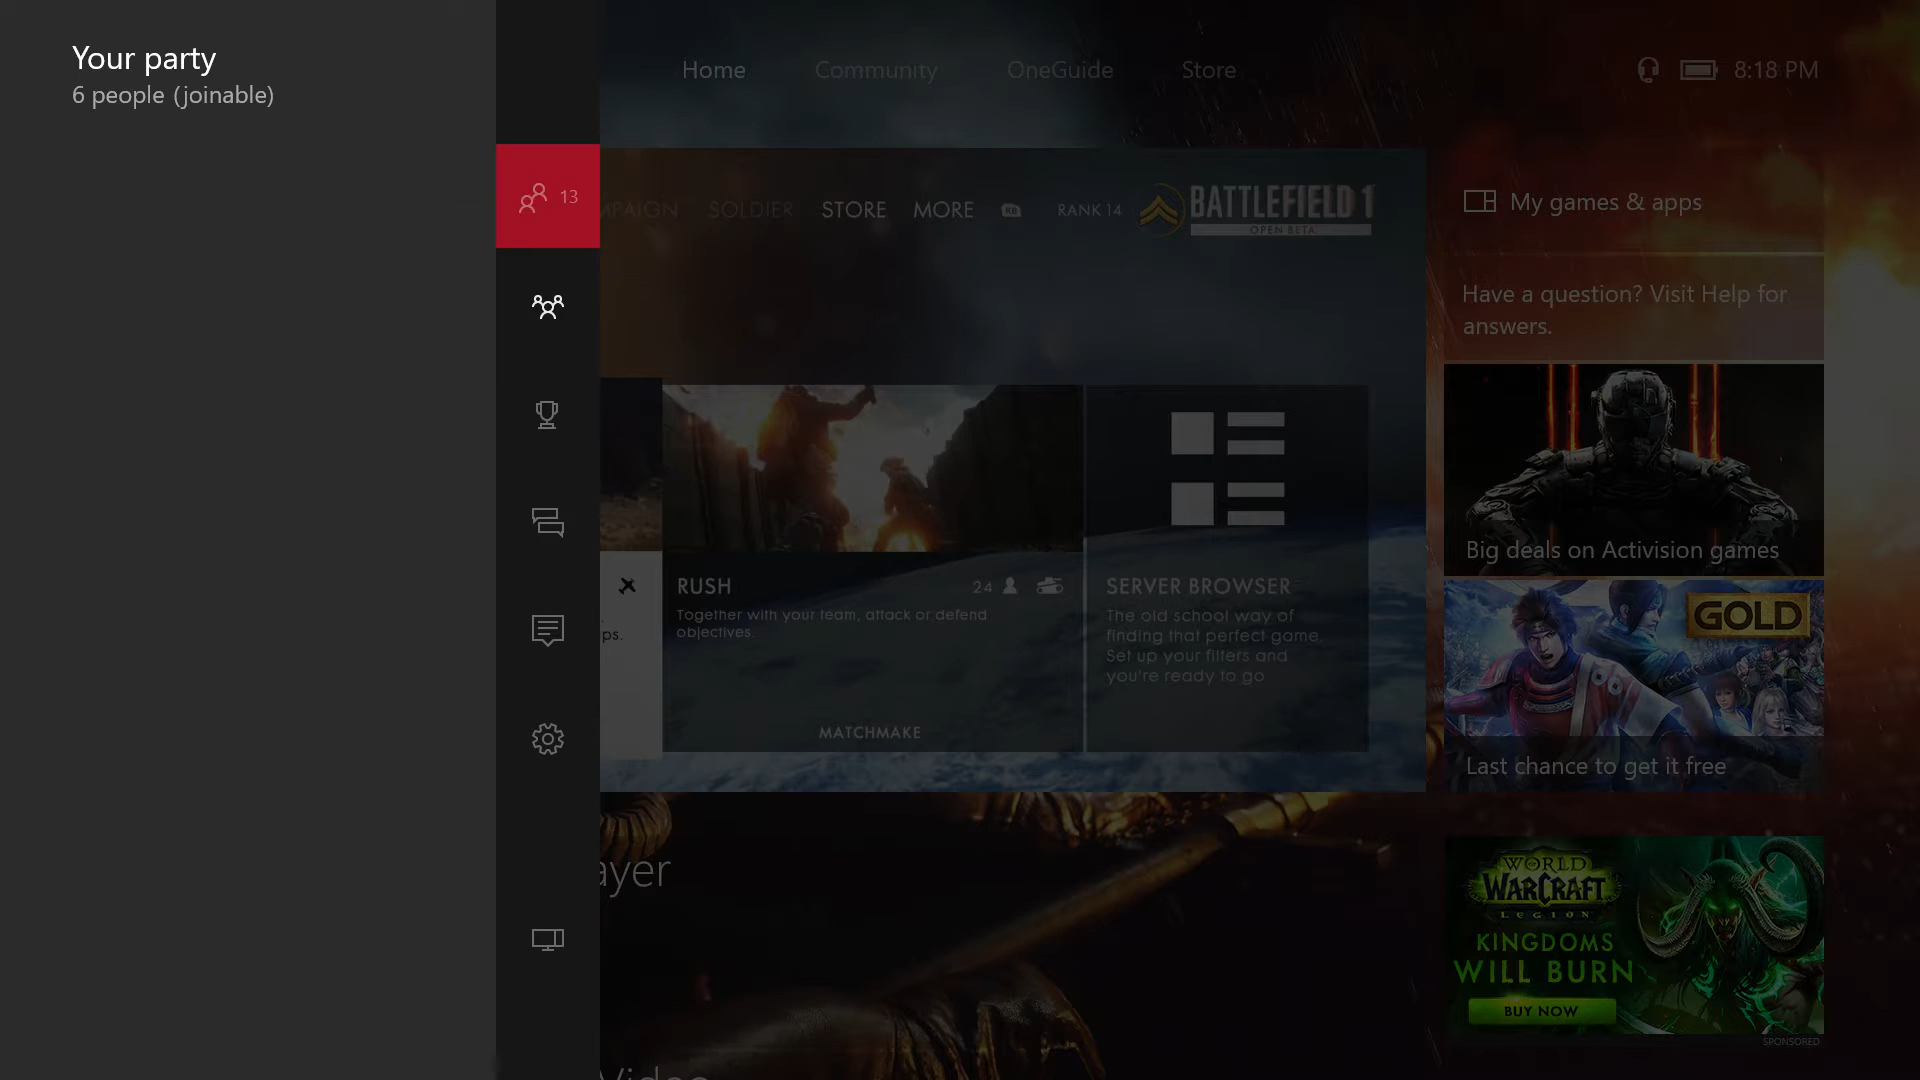 Your party
6 people (joinable)
Home
Community
OneGuide
Store
8:18 PM
13
MPAIGN
SOLDIER
STORE
MORE
RANK 14
BATTLEFIELD 1
OPEN BETA
My games & apps
Have a question? Visit Help for
answers.
ps.
RUSH
24
Together with your team, attack or defend
objectives.
MATCHMAKE
SERVER BROWSER
The old school way of
finding that perfect game.
Set up your filters and
you're ready to go
Big deals on Activision games
GOLD
Last chance to get it free
ayer
Video
WORLD
WARCRAFT
LEGION
KINGDOMS
WILL BURN
BUY NOW
SPONSORED